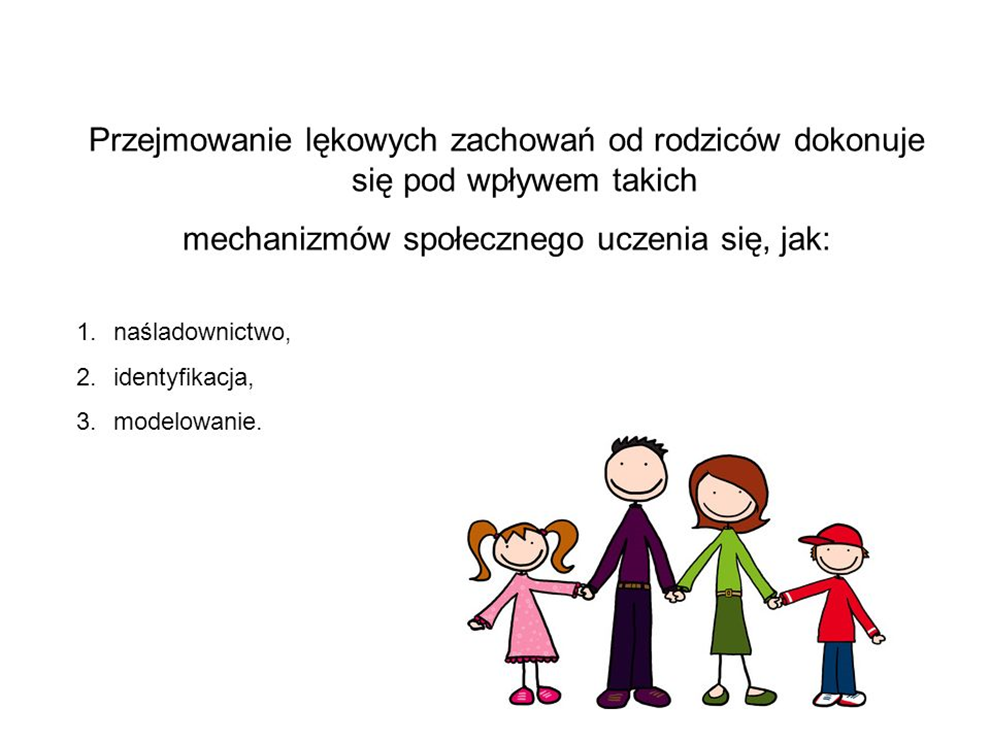 Przejmowanie lękowych zachowań od rodziców dokonuje
się pod wpływem takich
mechanizmów społecznego uczenia się, jak:
1. naśladownictwo,
2. identyfikacja,
3. modelowanie.